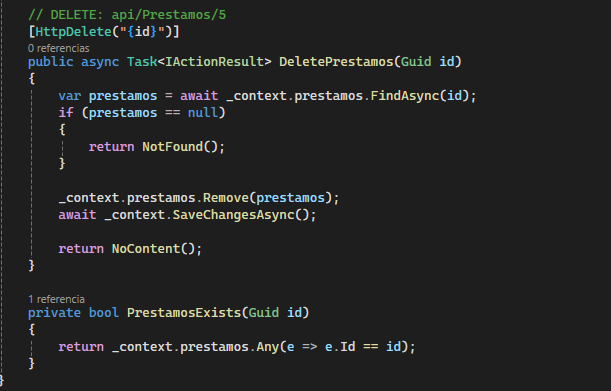 // DELETE: api/Prestamos/5
[HttpDelete("{id}")]
0 referencias
public async Task<IActionResult> DeletePrestamos(Guid id)
{
var prestamos = await _context.prestamos.FindAsync(id);
if (prestamos == null)
{
return NotFound();
}
_context.prestamos.Remove(prestamos);
await _context.SaveChangesAsync();
return NoContent();
}
1 referencia
private bool PrestamosExists(Guid id)
{
return _context.prestamos.Any(e => e.Id == id);
}
}